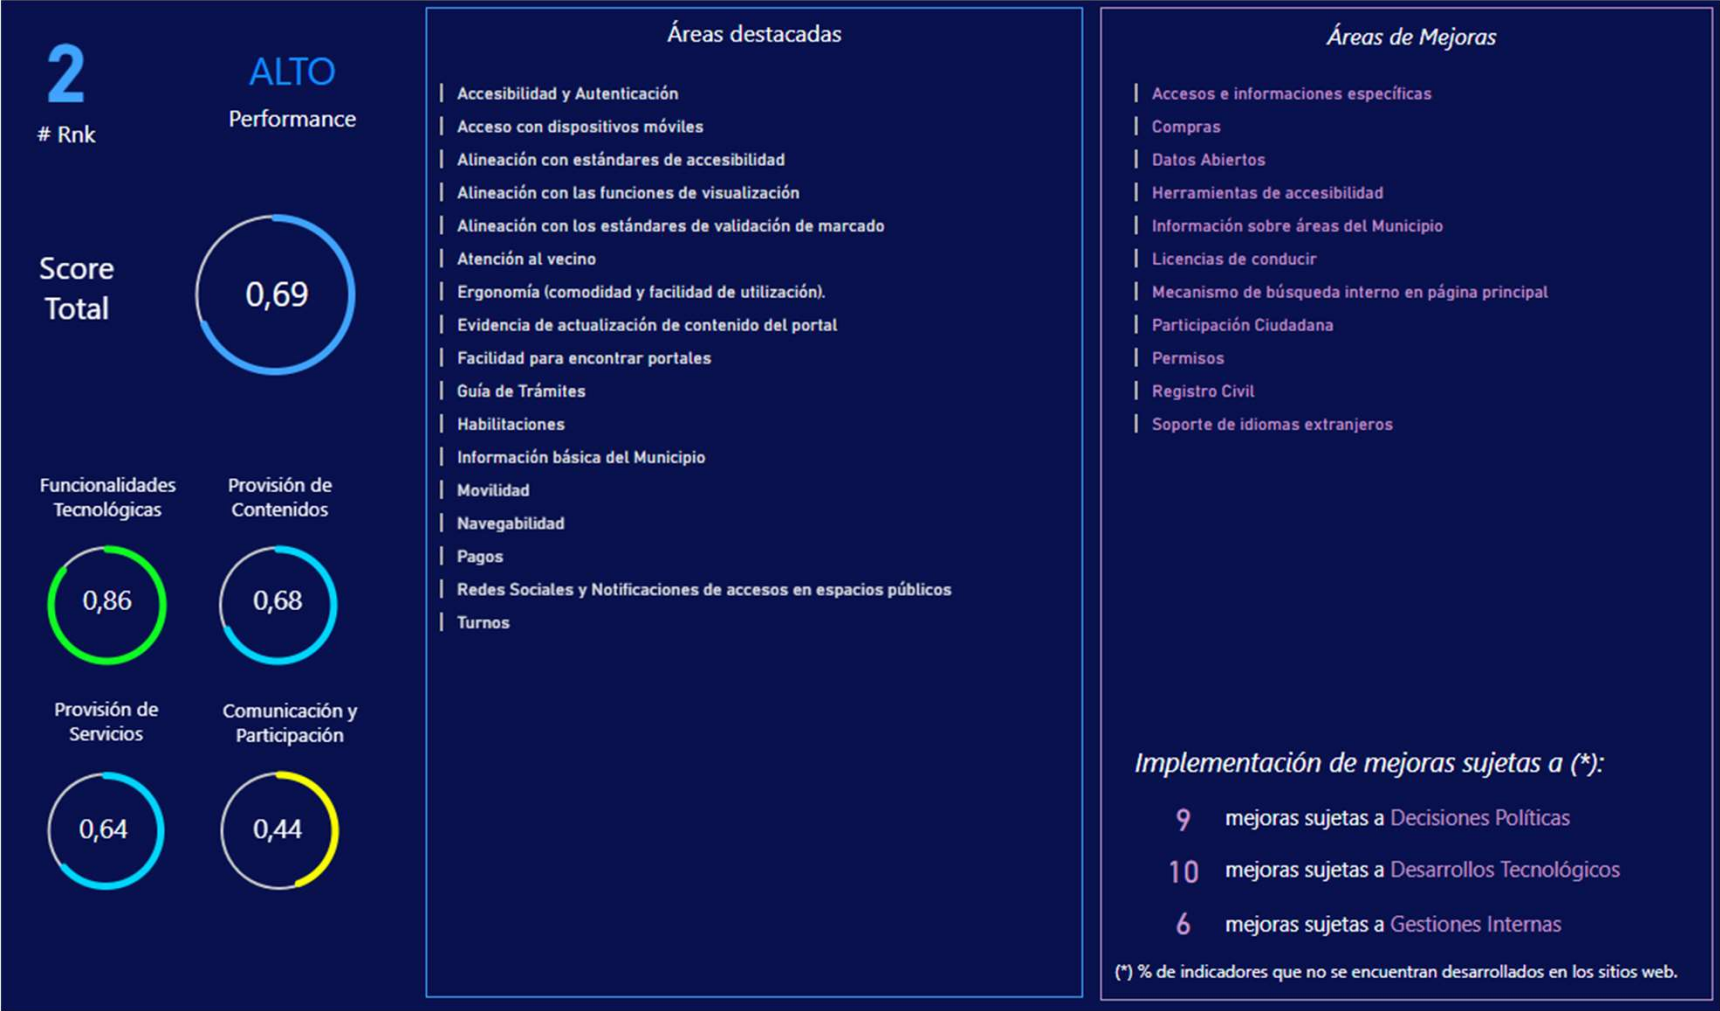 2
# Rnk
ALTO
Performance
Score
Total
0,69
Funcionalidades
Tecnológicas
0,86
Provisión de
Contenidos
0,68
Provisión de
Servicios
0,64
Comunicación y
Participación
0,44
Áreas destacadas
Accesibilidad y Autenticación
Acceso con dispositivos móviles
Alineación con estándares de accesibilidad
Alineación con las funciones de visualización
Alineación con los estándares de validación de marcado
Atención al vecino
Ergonomía (comodidad y facilidad de utilización).
Evidencia de actualización de contenido del portal
Facilidad para encontrar portales
Guía de Trámites
Habilitaciones
Información básica del Municipio
Movilidad
Navegabilidad
Pagos
Redes Sociales y Notificaciones de accesos en espacios públicos
Turnos
Áreas de Mejoras
Accesos e informaciones específicas
Compras
Datos Abiertos
Herramientas de accesibilidad
Información sobre áreas del Municipio
Licencias de conducir
Mecanismo de búsqueda interno en página principal
Participación Ciudadana
Permisos
Registro Civil
Soporte de idiomas extranjeros
Implementación de mejoras sujetas a (*):
9 mejoras sujetas a Decisiones Políticas
10 mejoras sujetas a Desarrollos Tecnológicos
6 mejoras sujetas a Gestiones Internas
(*) % de indicadores que no se encuentran desarrollados en los sitios web.